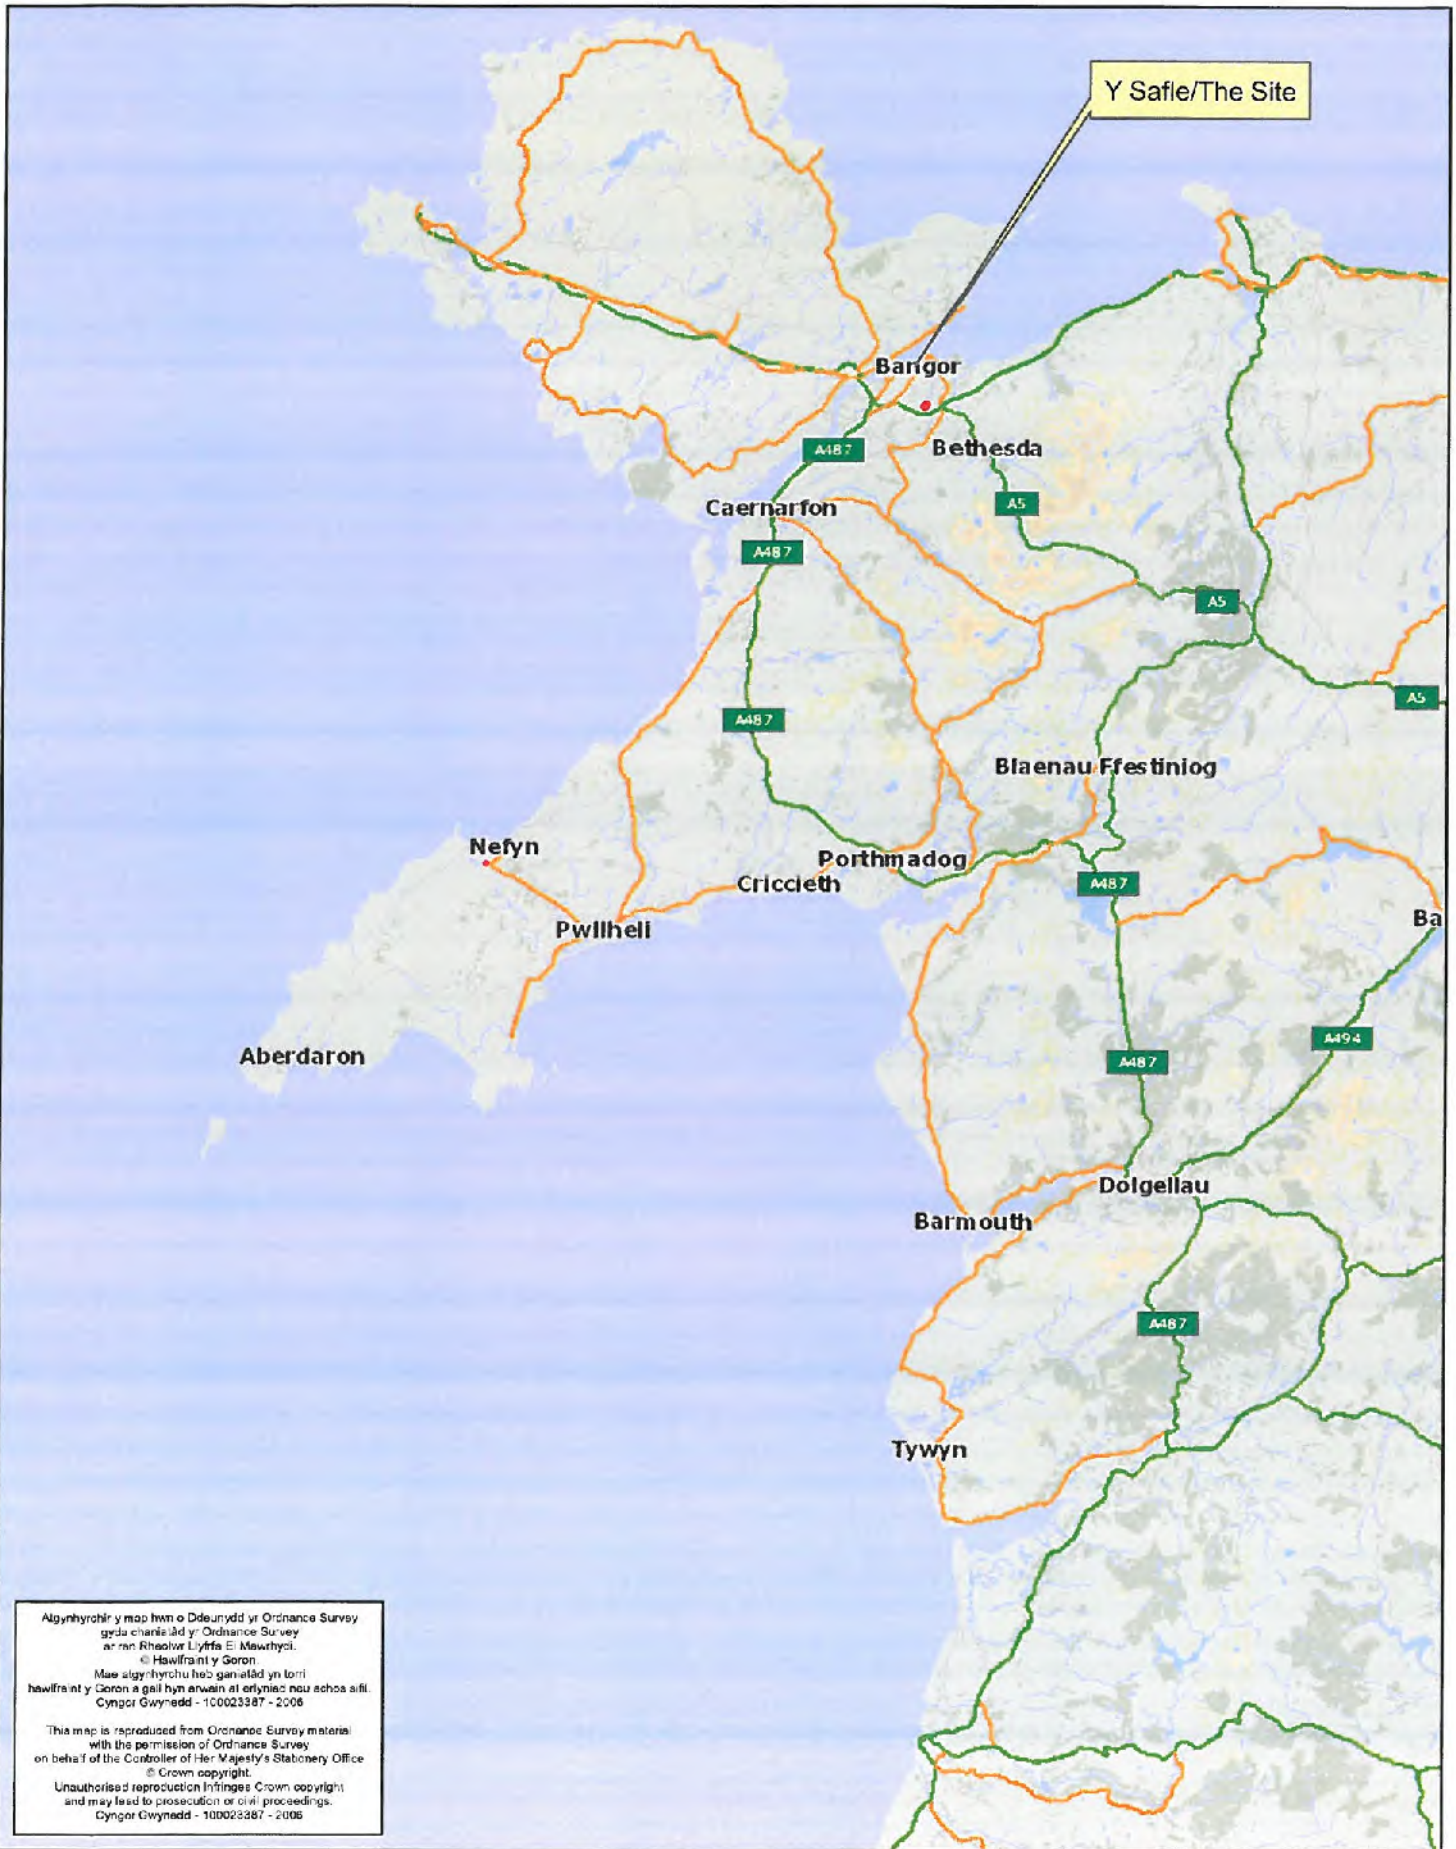 Y Safle/The Site
Bangor
A487
Bethesda
A5
Caernarfon
A487
A5
A5
A487
Blaenau Ffestiniog
Nefyn
Porthmadog
Criccieth
A487
Pwllheli
Ba
Aberdaron
A494
A487
Dolgellau
Barmouth
A487
Tywyn
Atgynhyrchir y map hwn o Ddeunydd yr Ordnance Survey
gyda chaniatâd yr Ordnance Survey
ar ran Rheolwr Llyfrfa Ei Mawrhydi.
© Hawlfraint y Goron.
Mae atgynhyrchu heb ganiatâd yn torri
hawlfraint y Goron a gall hyn arwain at erlyniad neu achos sifil.
Cyngor Gwynedd - 100023387 - 2006
This map is reproduced from Ordnance Survey material
with the permission of Ordnance Survey
on behalf of the Controller of Her Majesty's Stationery Office
© Crown copyright.
Unauthorised reproduction infringes Crown copyright
and may lead to prosecution or civil proceedings.
Cyngor Gwynedd - 100023387 - 2006